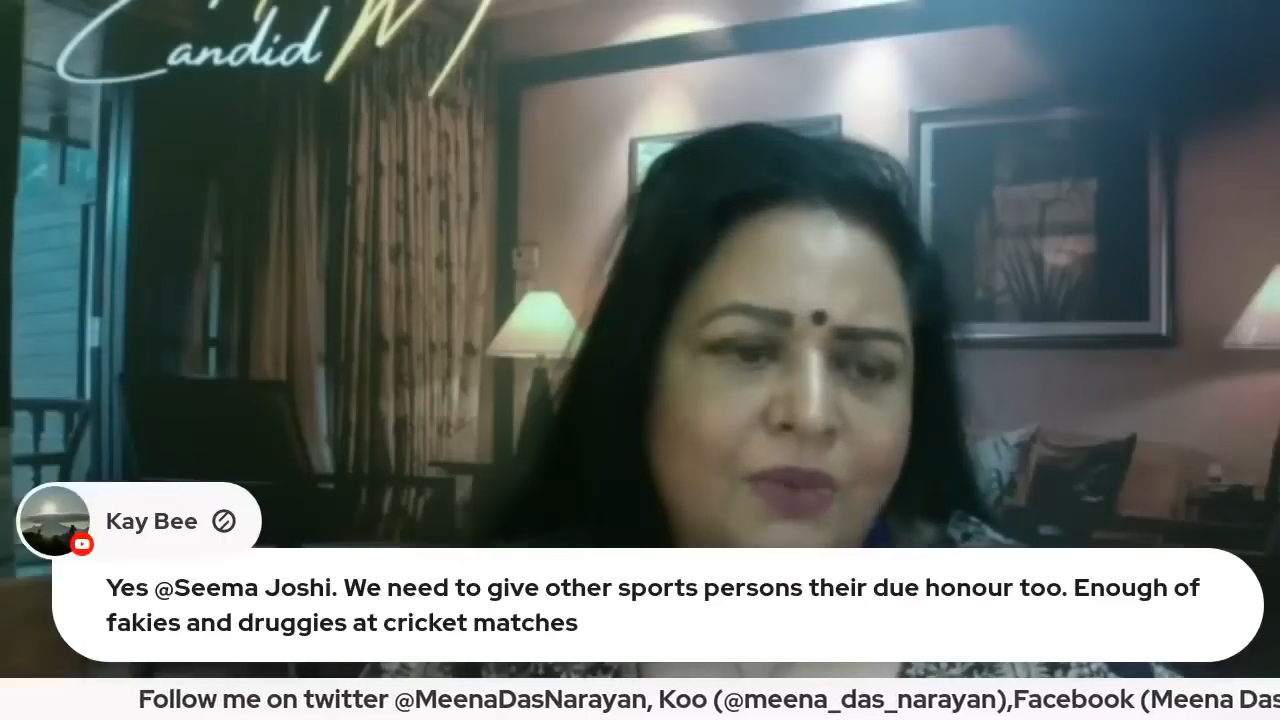 Candid M
Kay Bee
Yes @Seema Joshi. We need to give other sports persons their due honour too. Enough of
fakies and druggies at cricket matches
Follow me on twitter @MeenaDasNarayan, Koo (@meena_das_narayan),Facebook (Meena Das